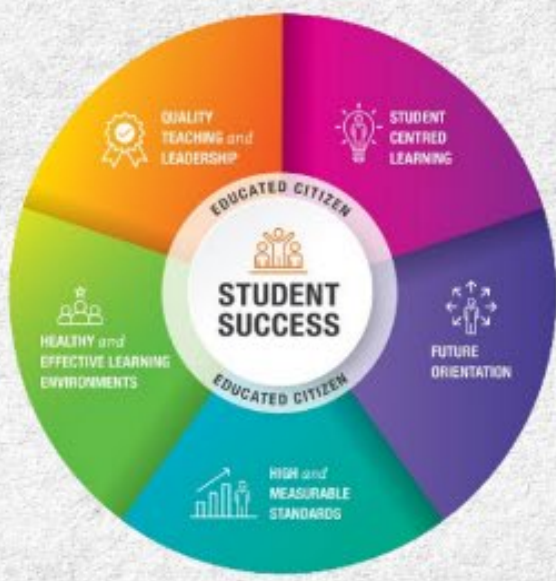 QUALITY
TEACHING and
LEADERSHIP
STUDENT
CENTRED
LEARNING
EDUCATED CITIZEN
STUDENT
SUCCESS
EDUCATED CITIZEN
HEALTHY and
EFFECTIVE LEARNING
ENVIRONMENTS
FUTURE
ORIENTATION
HIGH and
MEASURABLE
STANDARDS